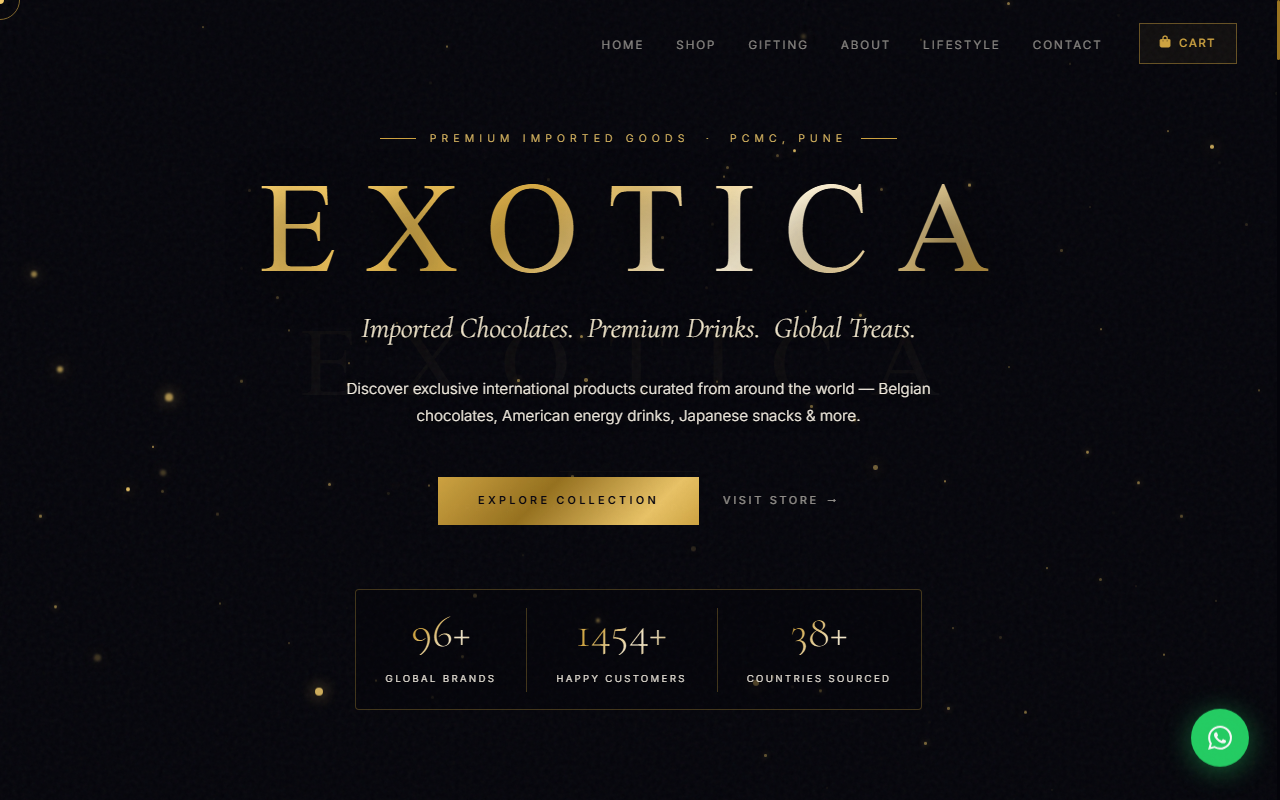 HOME SHOP GIFTING ABOUT LIFESTYLE CONTACT CART
PREMIUM IMPORTED GOODS · PCMC, PUNE
EXOTICA
Imported Chocolates. Premium Drinks. Global Treats.
EXOTICA
Discover exclusive international products curated from around the world — Belgian
chocolates, American energy drinks, Japanese snacks & more.
EXPLORE COLLECTION VISIT STORE →
96+ 1454+ 38+
GLOBAL BRANDS HAPPY CUSTOMERS COUNTRIES SOURCED